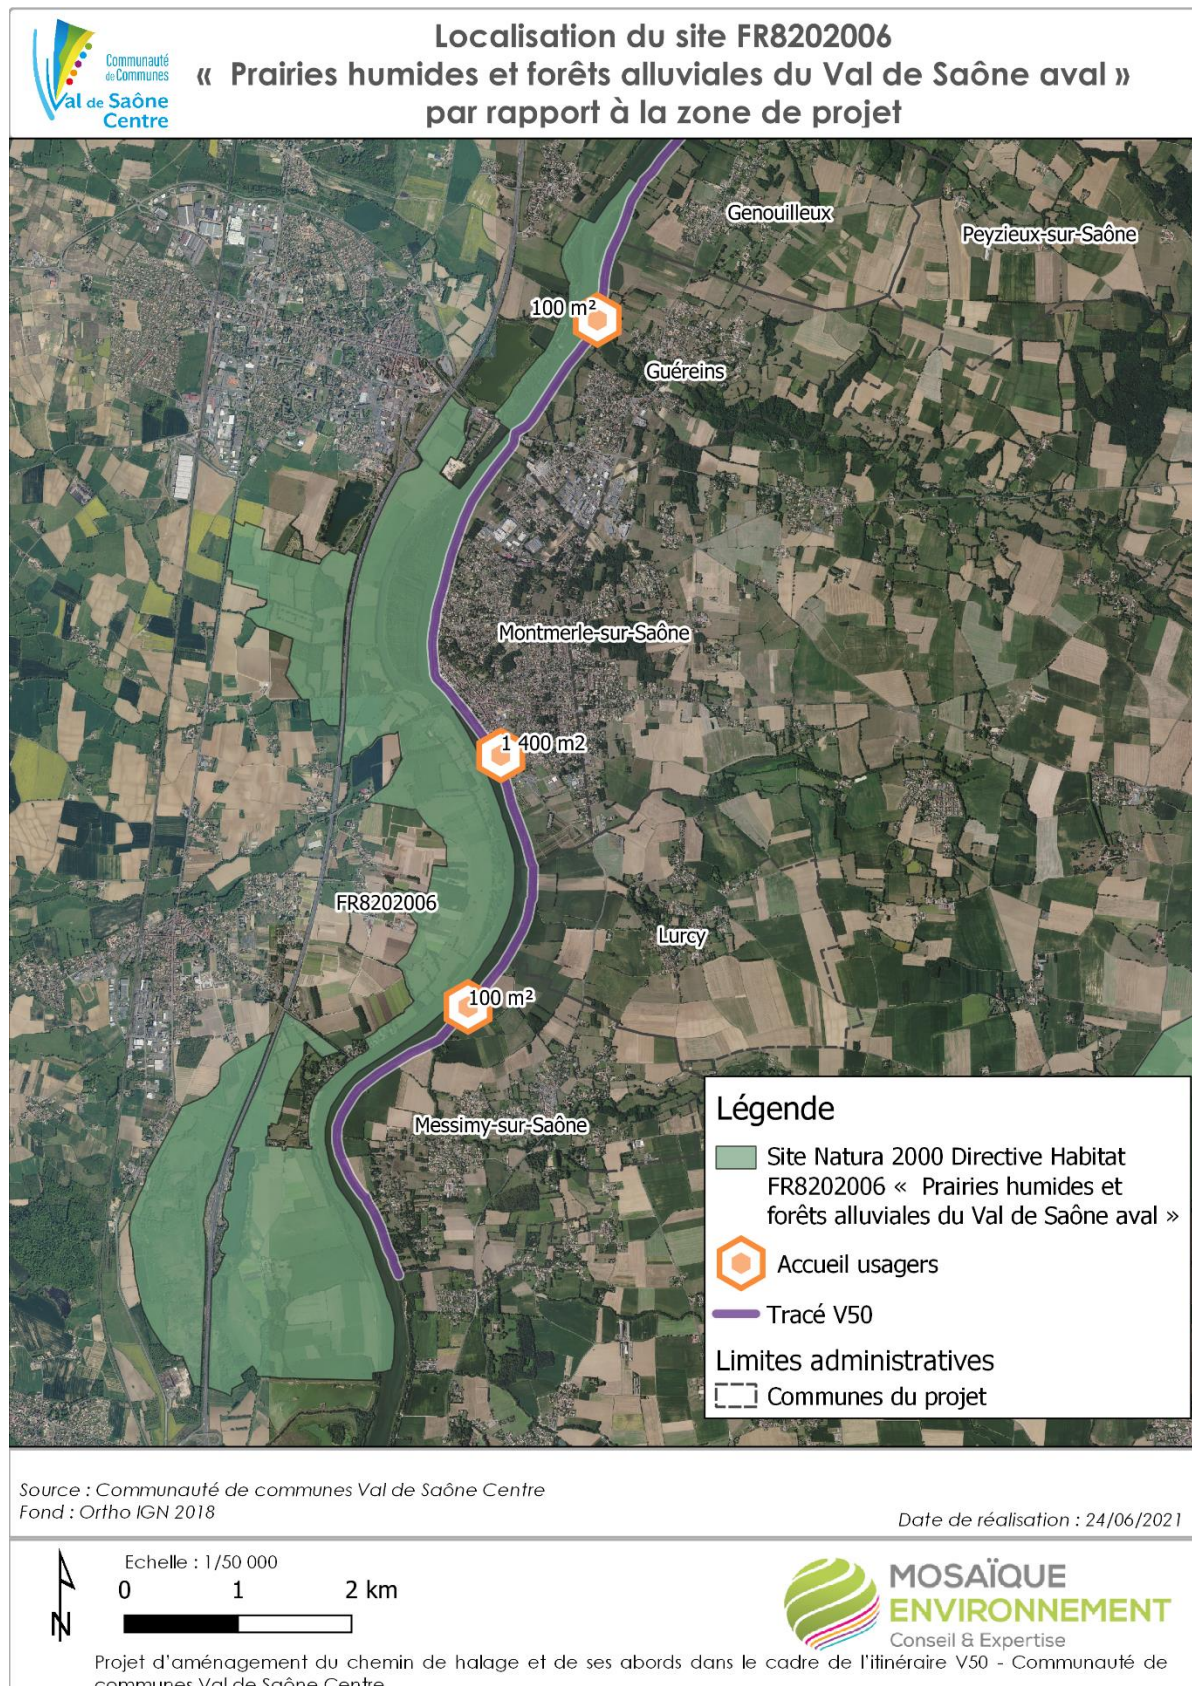 Communauté
de Communes
Val de Saône
Centre
Localisation du site FR8202006
« Prairies humides et forêts alluviales du Val de Saône aval »
par rapport à la zone de projet
Genouilleux
Peyzieux-sur-Saône
100 m²
Guéreins
Montmerle-sur-Saône
1 400 m2
FR8202006
Lurcy
100 m²
Messimy-sur-Saône
Légende
Site Natura 2000 Directive Habitat
FR8202006 « Prairies humides et
forêts alluviales du Val de Saône aval »
Accueil usagers
Tracé V50
Limites administratives
Communes du projet
Source : Communauté de communes Val de Saône Centre
Fond : Ortho IGN 2018
Date de réalisation : 24/06/2021
Echelle : 1/50 000
0 1 2 km
N
MOSAÏQUE
ENVIRONNEMENT
Conseil & Expertise
Projet d'aménagement du chemin de halage et de ses abords dans le cadre de l'itinéraire V50 - Communauté de
communes Val de Saône Centre